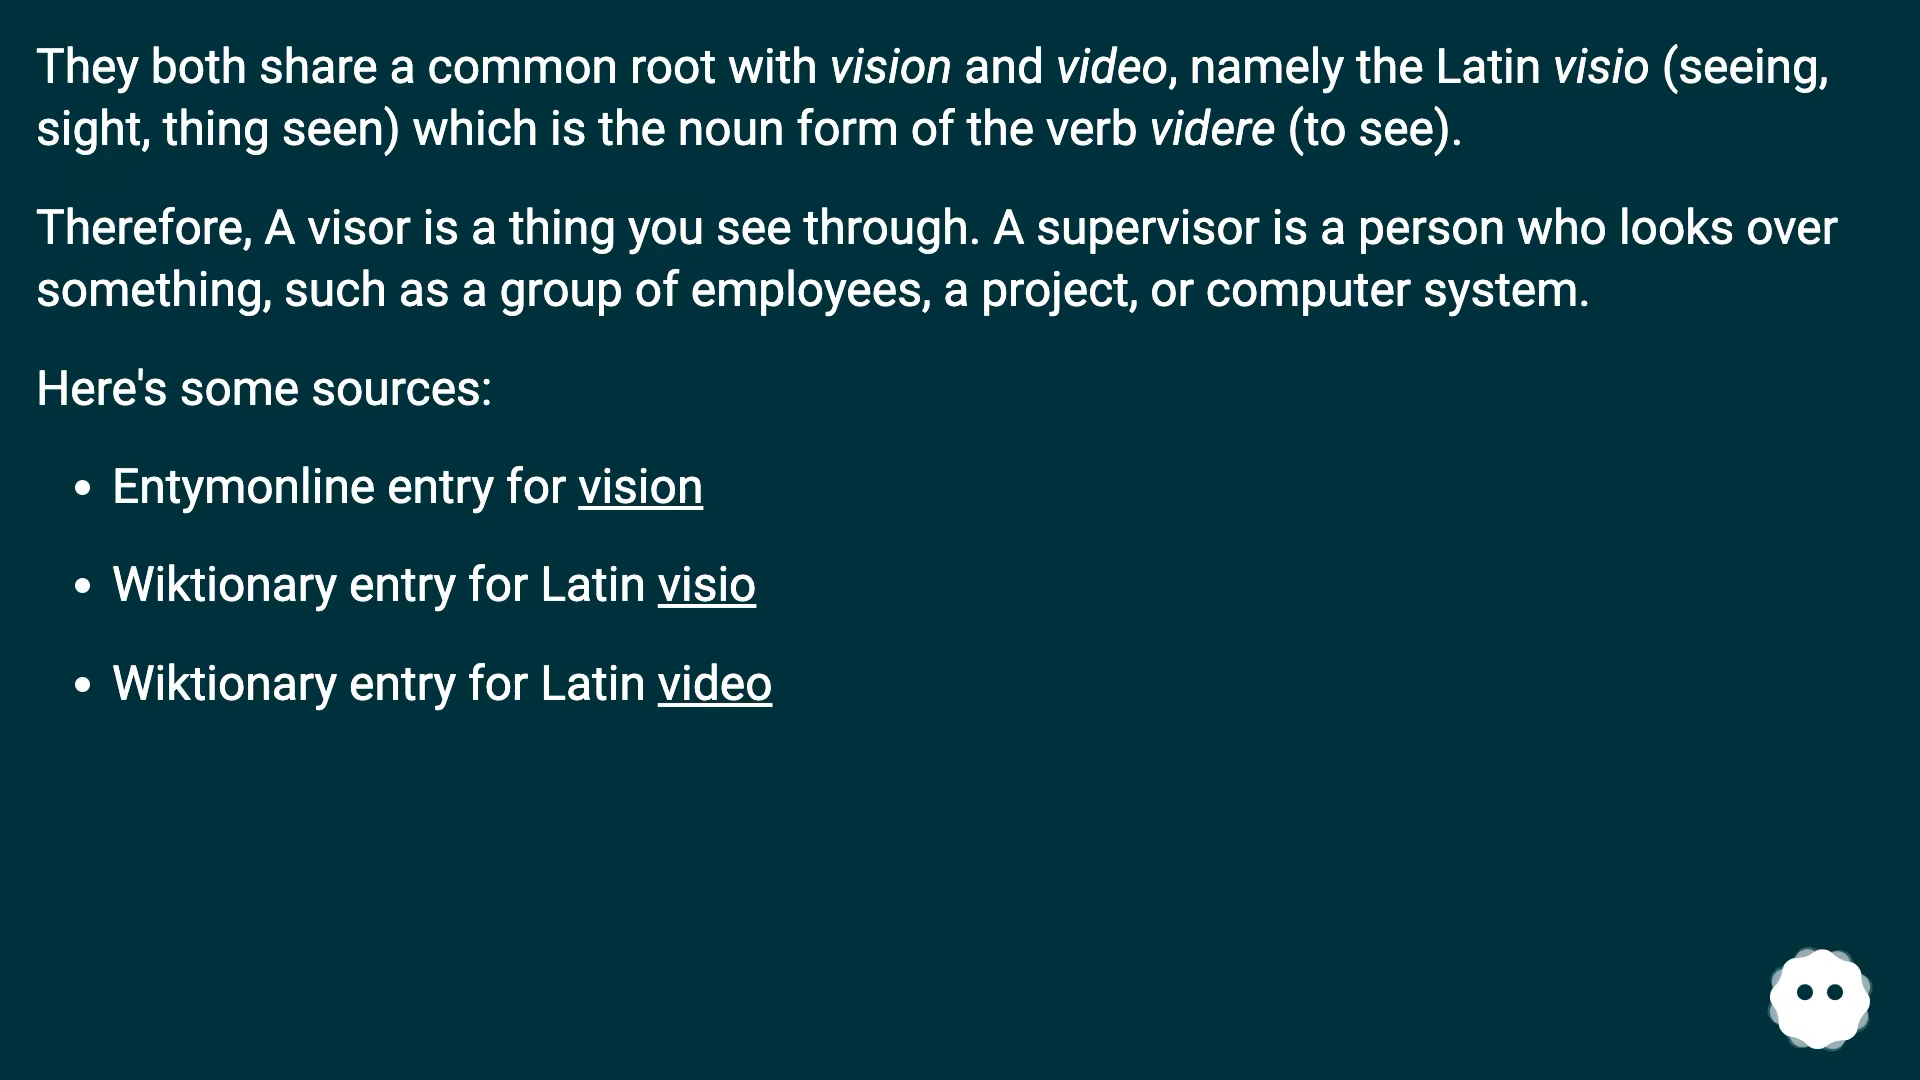 They both share a common root with vision and video, namely the Latin visio (seeing,
sight, thing seen) which is the noun form of the verb videre (to see).
Therefore, A visor is a thing you see through. A supervisor is a person who looks over
something, such as a group of employees, a project, or computer system.
Here's some sources:
• Entymonline entry for vision
• Wiktionary entry for Latin visio
• Wiktionary entry for Latin video